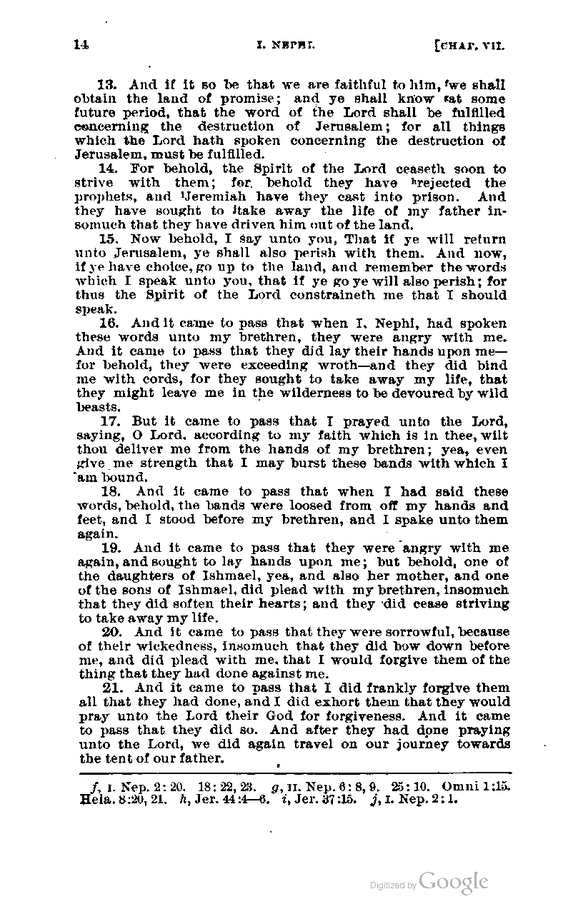 14 I. NEPHI. [CHAP. VII.
13. And if it so be that we are faithful to him, fwe shall
obtain the land of promise; and ye shall know gat some
future period, that the word of the Lord shall be fulfilled
concerning the destruction of Jerusalem; for all things
which the Lord hath spoken concerning the destruction of
Jerusalem, must be fulfilled.
14. For behold, the Spirit of the Lord ceaseth soon to
strive with them; for, behold they have hrejected the
prophets, and iJeremiah have they cast into prison. And
they have sought to jtake away the life of my father in-
somuch that they have driven him out of the land.
15. Now behold, I say unto you, That if ye will return
unto Jerusalem, ye shall also perish with them. And now,
if ye have choice, go up to the land, and remember the words
which I speak unto you, that if ye go ye will also perish; for
thus the Spirit of the Lord constraineth me that I should
speak.
16. And it came to pass that when I, Nephi, had spoken
these words unto my brethren, they were angry with me.
And it came to pass that they did lay their hands upon me—
for behold, they were exceeding wroth—and they did bind
me with cords, for they sought to take away my life, that
they might leave me in the wilderness to be devoured by wild
beasts.
17. But it came to pass that I prayed unto the Lord,
saying, O Lord, according to my faith which is in thee, wilt
thou deliver me from the hands of my brethren; yea, even
give me strength that I may burst these bands with which I
am bound.
18. And it came to pass that when I had said these
words, behold, the bands were loosed from off my hands and
feet, and I stood before my brethren, and I spake unto them
again.
19. And it came to pass that they were angry with me
again, and sought to lay hands upon me; but behold, one of
the daughters of Ishmael, yea, and also her mother, and one
of the sons of Ishmael, did plead with my brethren, insomuch
that they did soften their hearts; and they did cease striving
to take away my life.
20. And it came to pass that they were sorrowful, because
of their wickedness, insomuch that they did bow down before
me, and did plead with me, that I would forgive them of the
thing that they had done against me.
21. And it came to pass that I did frankly forgive them
all that they had done, and I did exhort them that they would
pray unto the Lord their God for forgiveness. And it came
to pass that they did so. And after they had done praying
unto the Lord, we did again travel on our journey towards
the tent of our father.
f, I. Nep. 2: 20. 18: 22, 23. g, II. Nep. 6: 8, 9. 25: 10. Omni 1:15.
Hela. 8:20, 21. h, Jer. 44:4—6. i, Jer. 37:15. j, I. Nep. 2: 1.
Digitized by Google